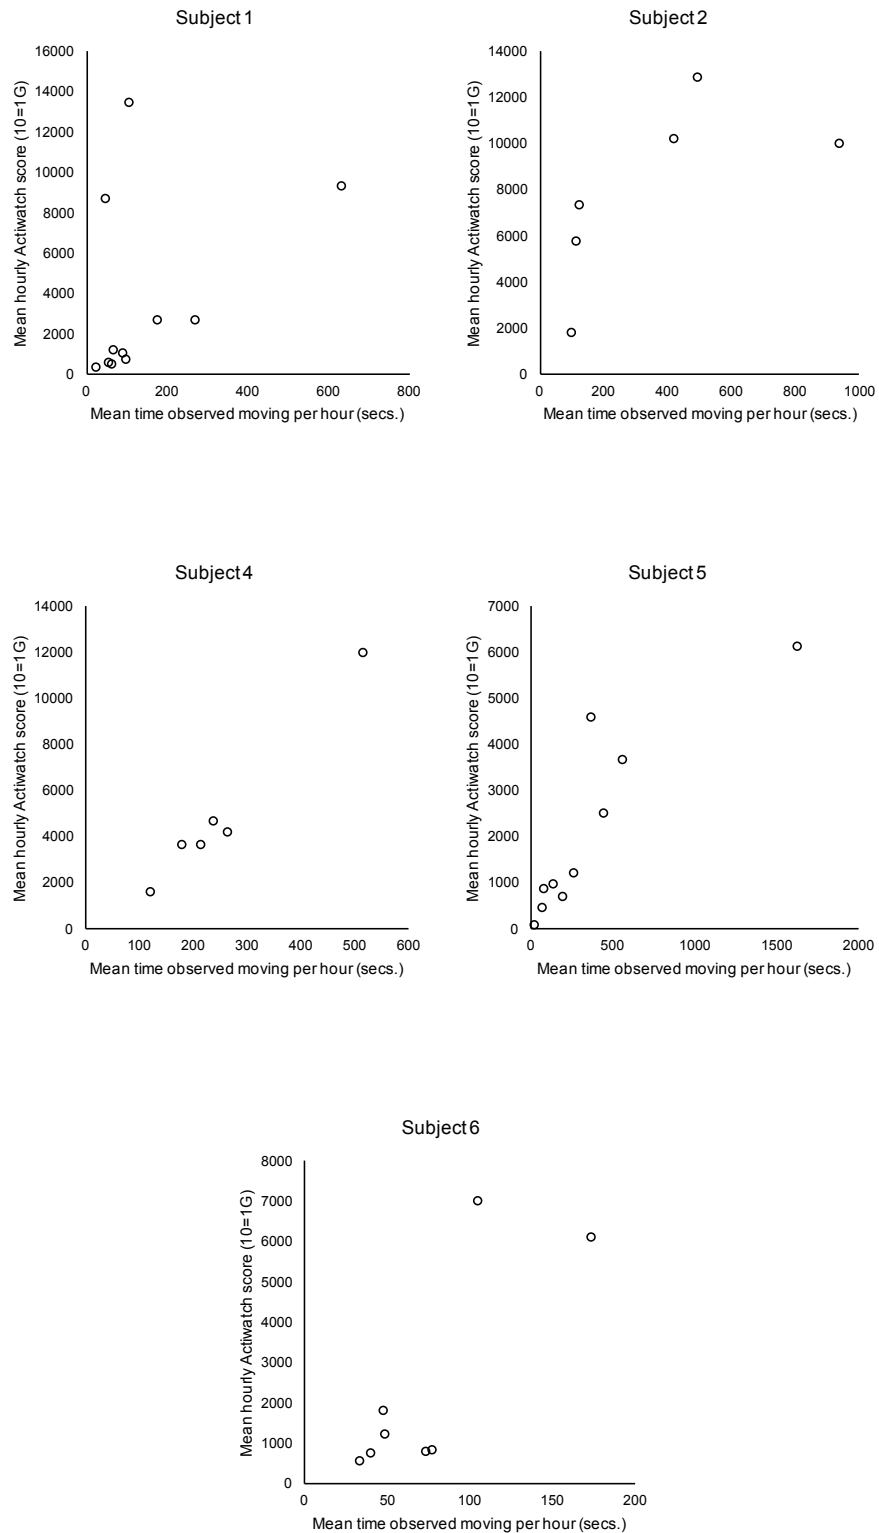 Subject 1
Mean hourly Actiwatch score (10=1G)
16000
14000
12000
10000
8000
6000
4000
2000
0
0 200 400 600 800
Mean time observed moving per hour (secs.)
Subject 2
Mean hourly Actiwatch score (10=1G)
14000
12000
10000
8000
6000
4000
2000
0
0 200 400 600 800 1000
Mean time observed moving per hour (secs.)
Subject 4
Mean hourly Actiwatch score (10=1G)
14000
12000
10000
8000
6000
4000
2000
0
0 100 200 300 400 500 600
Mean time observed moving per hour (secs.)
Subject 5
Mean hourly Actiwatch score (10=1G)
7000
6000
5000
4000
3000
2000
1000
0
0 500 1000 1500 2000
Mean time observed moving per hour (secs.)
Subject 6
Mean hourly Actiwatch score (10=1G)
8000
7000
6000
5000
4000
3000
2000
1000
0
0 50 100 150 200
Mean time observed moving per hour (secs.)